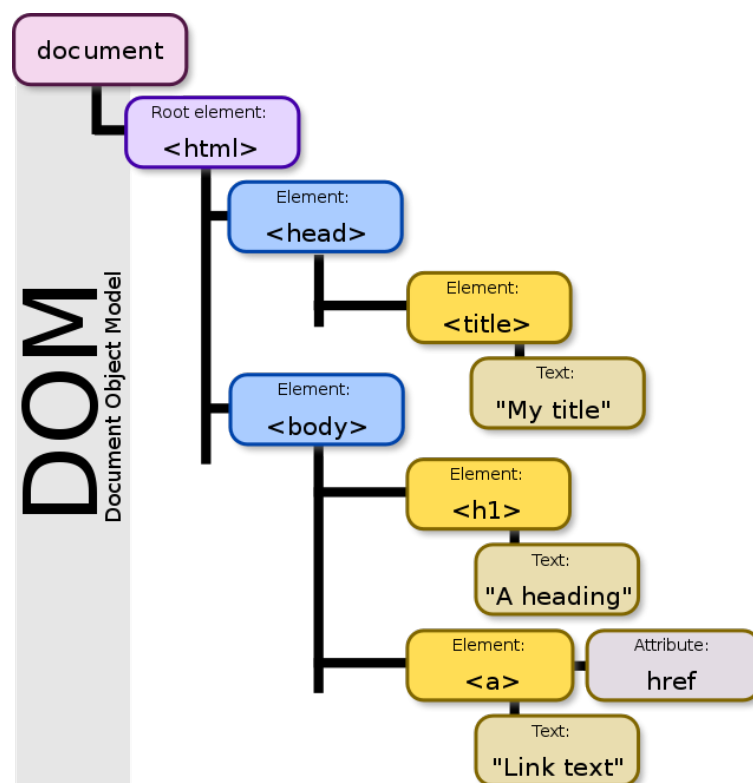 document
Root element:
<html>
Element:
<head>
Element:
<title>
Text:
"My title"
Element:
<body>
Element:
<h1>
Text:
"A heading"
Element:
<a>
Attribute:
href
Text:
"Link text"
DOM
Document Object Model